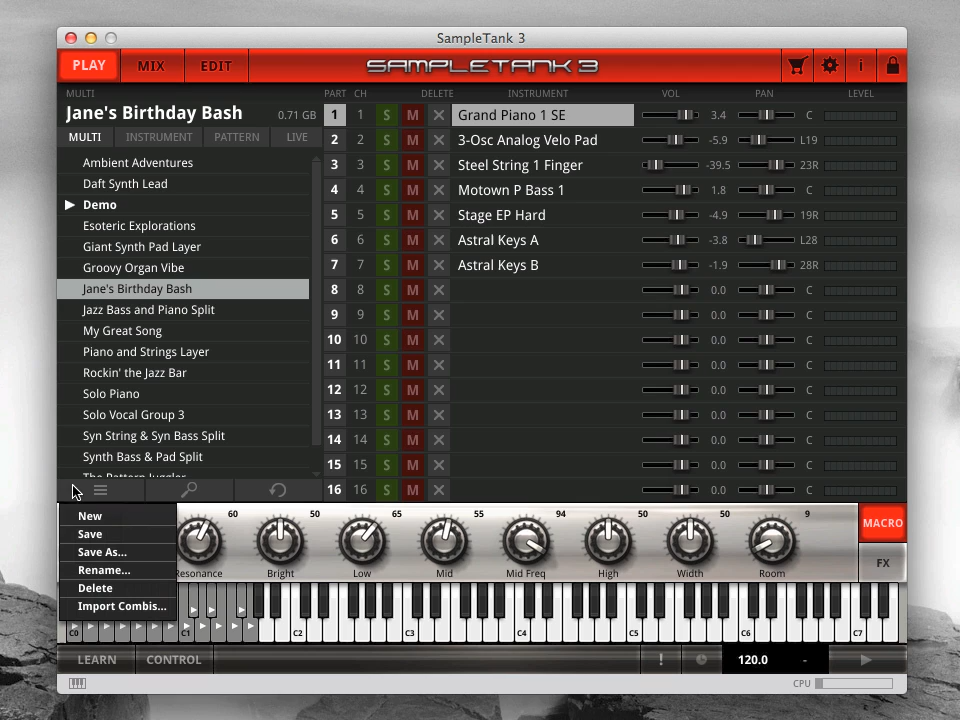 SampleTank 3
PLAY MIX EDIT SAMPLETANK 3 i
MULTI PART CH DELETE INSTRUMENT VOL PAN LEVEL
Jane's Birthday Bash 0.71 GB
MULTI INSTRUMENT PATTERN LIVE
Ambient Adventures
Daft Synth Lead
Demo
Esoteric Explorations
Giant Synth Pad Layer
Groovy Organ Vibe
Jane's Birthday Bash
Jazz Bass and Piano Split
My Great Song
Piano and Strings Layer
Rockin' the Jazz Bar
Solo Piano
Solo Vocal Group 3
Syn String & Syn Bass Split
Synth Bass & Pad Split
The Pattern Juggler
1 1 S M X Grand Piano 1 SE 3.4 C
2 2 S M X 3-Osc Analog Velo Pad -5.9 L19
3 3 S M X Steel String 1 Finger -39.5 23R
4 4 S M X Motown P Bass 1 1.8 C
5 5 S M X Stage EP Hard -4.9 19R
6 6 S M X Astral Keys A -3.8 L28
7 7 S M X Astral Keys B -1.9 28R
8 8 S M X 0.0 C
9 9 S M X 0.0 C
10 10 S M X 0.0 C
11 11 S M X 0.0 C
12 12 S M X 0.0 C
13 13 S M X 0.0 C
14 14 S M X 0.0 C
15 15 S M X 0.0 C
16 16 S M X 0.0 C
New
Save
Save As...
Rename...
Delete
Import Combis...
60 50 65 55 94 50 50 9
Resonance Bright Low Mid Mid Freq High Width Room
MACRO
FX
C0 C1 C2 C3 C4 C5 C6 C7
LEARN CONTROL ! 120.0 -
CPU